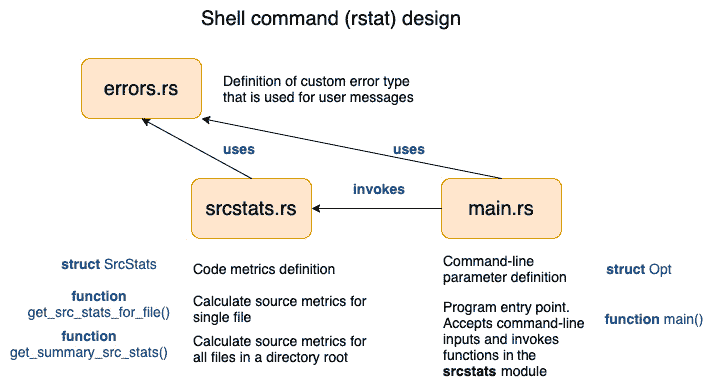 Shell command (rstat) design
errors.rs
Definition of custom error type
that is used for user messages
uses
uses
srcstats.rs
invokes
main.rs
struct SrcStats
Code metrics definition
Command-line
parameter definition
struct Opt
function
get_src_stats_for_file()
Calculate source metrics for
single file
Program entry point.
Accepts command-line
inputs and invokes
functions in the
srcstats module
function main()
function
get_summary_src_stats()
Calculate source metrics for
all files in a directory root